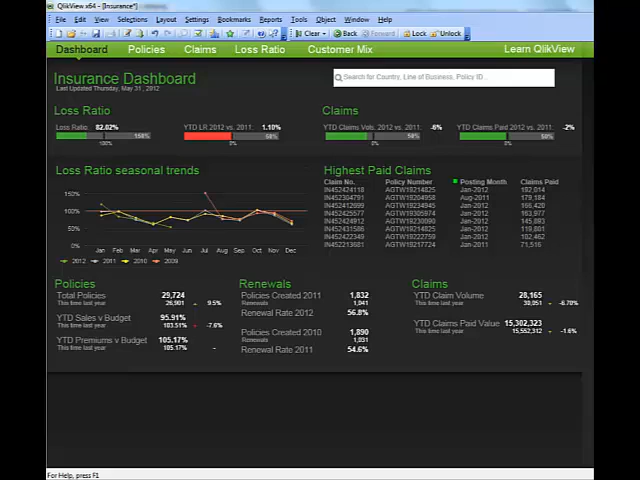 QlikView x64 - [Insurance*]
File Edit View Selections Layout Settings Bookmarks Reports Tools Object Window Help
Clear Back Forward Lock Unlock
Dashboard Policies Claims Loss Ratio Customer Mix Learn QlikView
Insurance Dashboard
Last Updated Thursday, May 31, 2012
Search for Country, Line of Business, Policy ID...
Loss Ratio
Claims
Loss Ratio: 82.02%
YTD LR 2012 vs. 2011: 1.10%
YTD Claims Vols. 2012 vs. 2011: -6%
YTD Claims Paid 2012 vs. 2011: -2%
150%
100%
50%
0%
50%
0%
50%
0%
Loss Ratio seasonal trends
150%
100%
50%
0%
Jan Feb Mar Apr May Jun Jul Aug Sep Oct Nov Dec
2012 2011 2010 2009
Highest Paid Claims
Claim No. Policy Number Posting Month Claims Paid
IN452424118 AGTW19214825 Jan-2012 182,014
IN452304791 AGTW19204958 Aug-2011 179,184
IN452412699 AGTW19234945 Jan-2012 166,420
IN452425577 AGTW19305974 Jan-2012 163,977
IN452424912 AGTW19230090 Jan-2012 145,893
IN452431586 AGTW19214825 Jan-2012 119,801
IN452422349 AGTW19222759 Jan-2012 102,462
IN452213681 AGTW19217724 Jan-2011 71,516
Policies
Total Policies 29,724
This time last year 26,901 9.5%
YTD Sales v Budget 95.91%
This time last year 103.51% -7.6%
YTD Premiums v Budget 105.17%
This time last year 105.17% -
Renewals
Policies Created 2011 1,832
Renewals 1,041
Renewal Rate 2012 56.8%
Policies Created 2010 1,890
Renewals 1,031
Renewal Rate 2011 54.6%
Claims
YTD Claim Volume 28,165
This time last year 30,051 -6.70%
YTD Claims Paid Value 15,302,323
This time last year 15,552,312 -1.6%
For Help, press F1